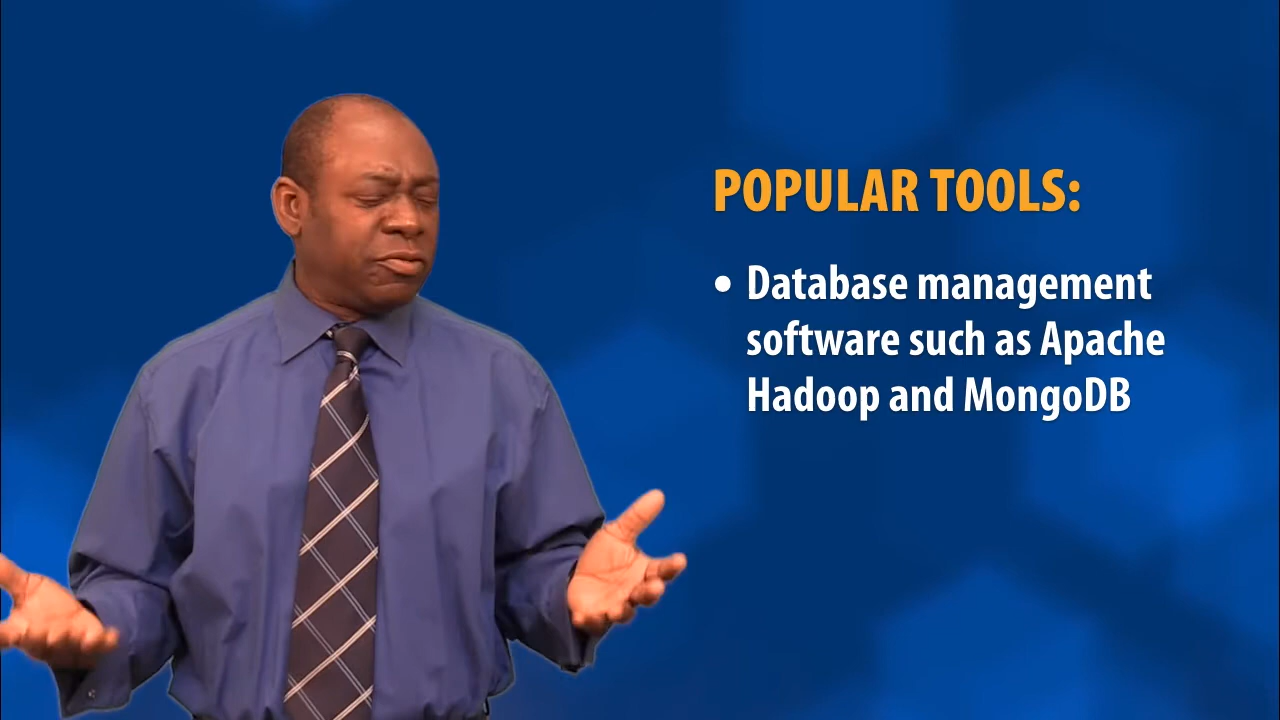 POPULAR TOOLS:
• Database management
software such as Apache
Hadoop and MongoDB